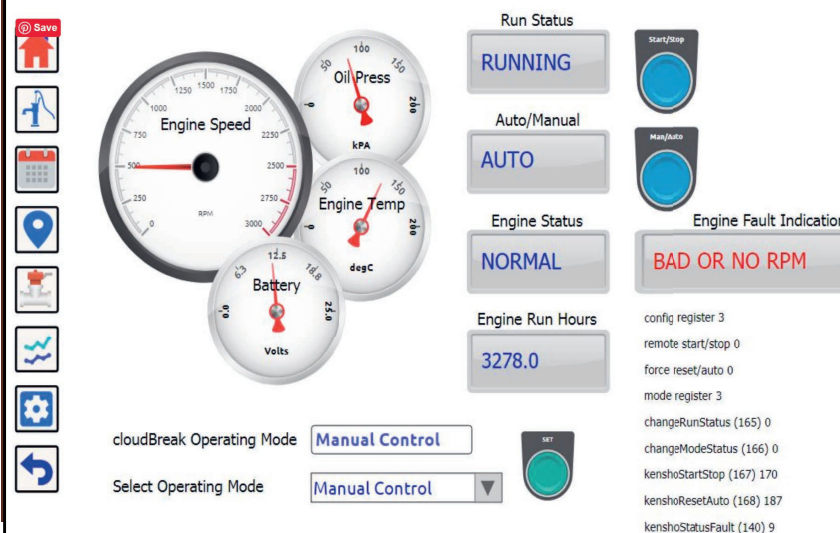 Save
Run Status
RUNNING
Start/Stop
Auto/Manual
AUTO
Man/Auto
Engine Status
NORMAL
Engine Fault Indication
BAD OR NO RPM
Engine Run Hours
3278.0
Engine Speed
0
250
500
750
1000
1250
1500
1750
2000
2250
2500
2750
3000
RPM
Oil Press
0
50
100
150
200
kPA
Engine Temp
0
50
100
150
200
degC
Battery
0.0
6.3
12.5
18.8
25.0
Volts
config register 3
remote start/stop 0
force reset/auto 0
mode register 3
changeRunStatus (165) 0
changeModeStatus (166) 0
kenshoStartStop (167) 170
kenshoResetAuto (168) 187
kenshoStatusFault (140) 9
cloudBreak Operating Mode
Manual Control
Select Operating Mode
Manual Control
SET